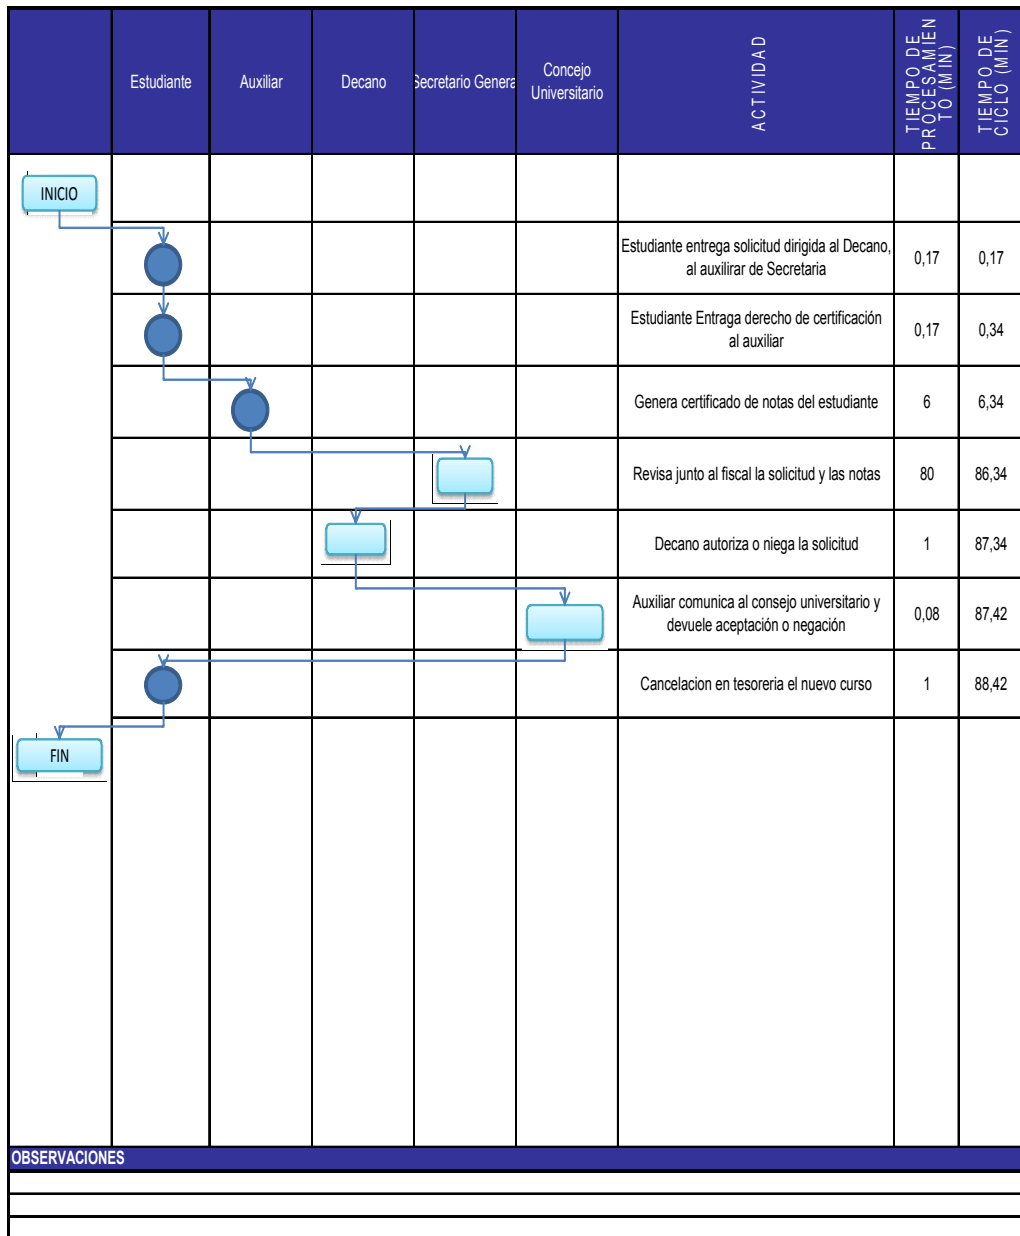 Estudiante
Auxiliar
Decano
Secretario Genera
Concejo
Universitario
ACTIVIDAD
TIEMPO DE
PROCESAMIEN
TO (MIN)
TIEMPO DE
CICLO (MIN)
INICIO
Estudiante entrega solicitud dirigida al Decano,
al auxilirar de Secretaria
0,17
0,17
Estudiante Entraga derecho de certificación
al auxiliar
0,17
0,34
Genera certificado de notas del estudiante
6
6,34
Revisa junto al fiscal la solicitud y las notas
80
86,34
Decano autoriza o niega la solicitud
1
87,34
Auxiliar comunica al consejo universitario y
devuele aceptación o negación
0,08
87,42
Cancelacion en tesoreria el nuevo curso
1
88,42
FIN
OBSERVACIONES